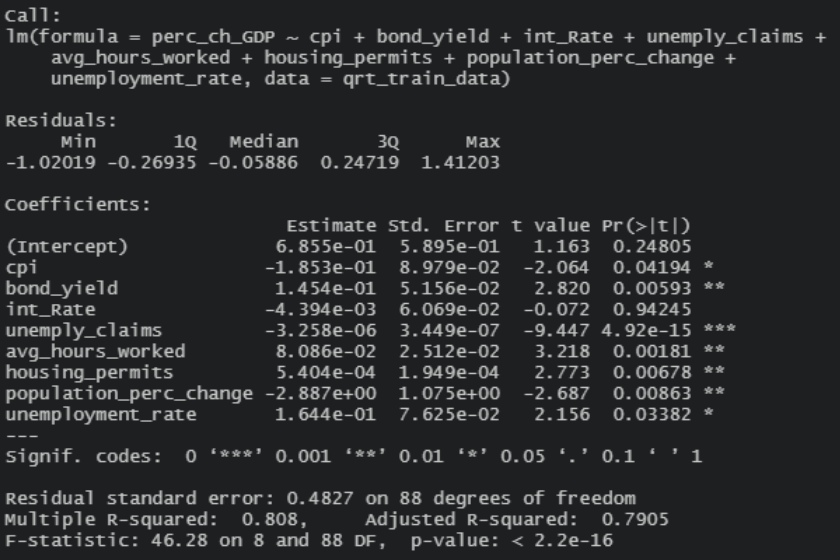 Call:
lm(formula = perc_ch_GDP ~ cpi + bond_yield + int_Rate + unemply_claims +
    avg_hours_worked + housing_permits + population_perc_change +
    unemployment_rate, data = qrt_train_data)
Residuals:
     Min       1Q   Median       3Q      Max
-1.02019 -0.26935 -0.05886  0.24719  1.41203
Coefficients:
                         Estimate Std. Error t value Pr(>|t|)
(Intercept)             6.855e-01  5.895e-01   1.163  0.24805
cpi                    -1.853e-01  8.979e-02  -2.064  0.04194 *
bond_yield              1.454e-01  5.156e-02   2.820  0.00593 **
int_Rate               -4.394e-03  6.069e-02  -0.072  0.94245
unemply_claims         -3.258e-06  3.449e-07  -9.447 4.92e-15 ***
avg_hours_worked        8.086e-02  2.512e-02   3.218  0.00181 **
housing_permits         5.404e-04  1.949e-04   2.773  0.00678 **
population_perc_change -2.887e+00  1.075e+00  -2.687  0.00863 **
unemployment_rate       1.644e-01  7.625e-02   2.156  0.03382 *
---
Signif. codes:  0 ‘***’ 0.001 ‘**’ 0.01 ‘*’ 0.05 ‘.’ 0.1 ‘ ’ 1
Residual standard error: 0.4827 on 88 degrees of freedom
Multiple R-squared:  0.808,	Adjusted R-squared:  0.7905
F-statistic: 46.28 on 8 and 88 DF,  p-value: < 2.2e-16